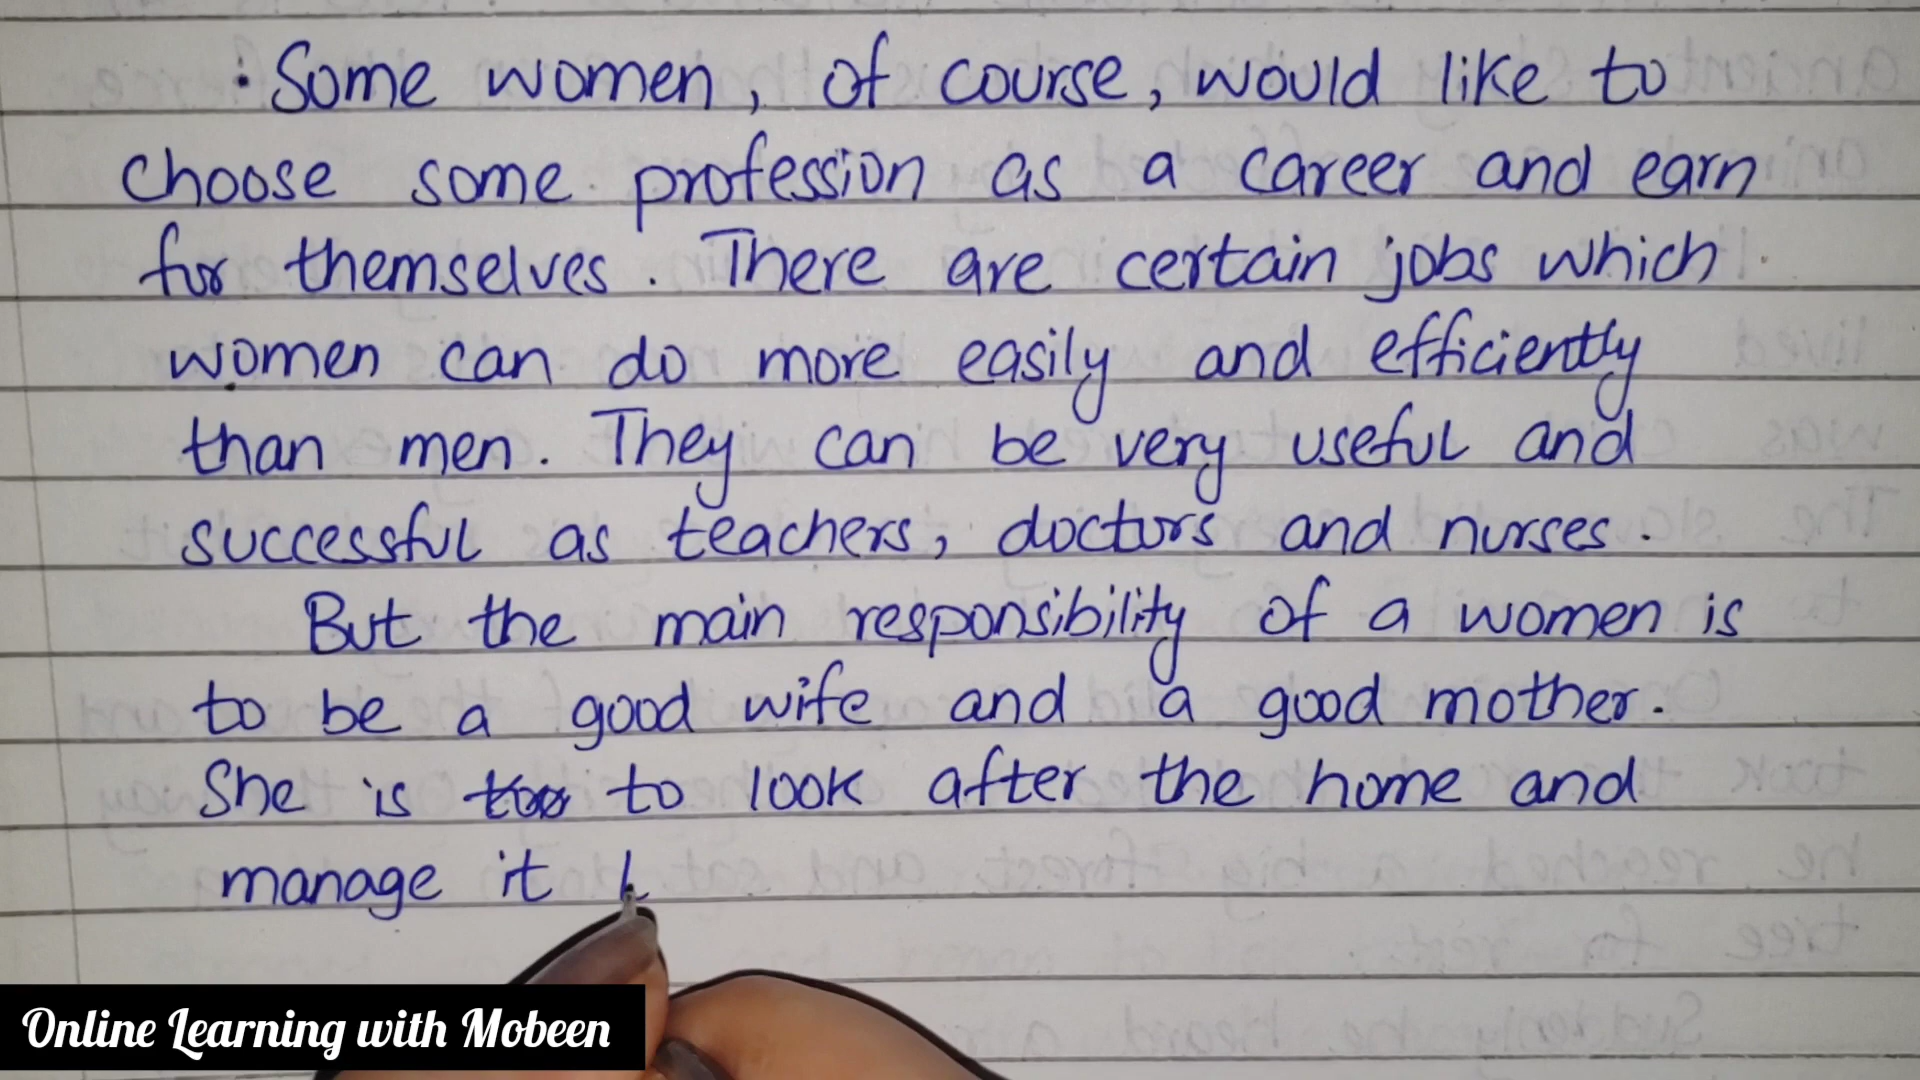 Some women, of course, would like to
choose some profession as a career and earn
for themselves. There are certain jobs which
women can do more easily and efficiently
than men. They can be very useful and
successful as teachers, doctors and nurses.
But the main responsibility of a women is
to be a good wife and a good mother.
She is to look after the home and
manage it
Online Learning with Mobeen